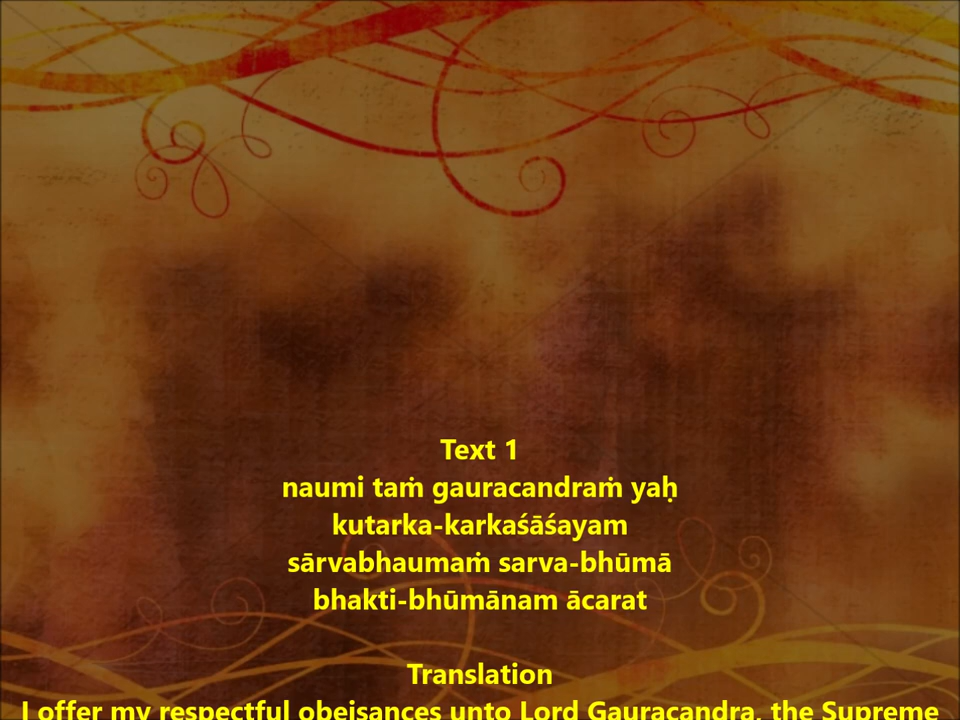 Text 1
naumi taṁ gauracandraṁ yaḥ
kutarka-karkaśāśayam
sārvabhaumaṁ sarva-bhūmā
bhakti-bhūmānam ācarat
Translation
I offer my respectful obeisances unto Lord Gauracandra, the Supreme